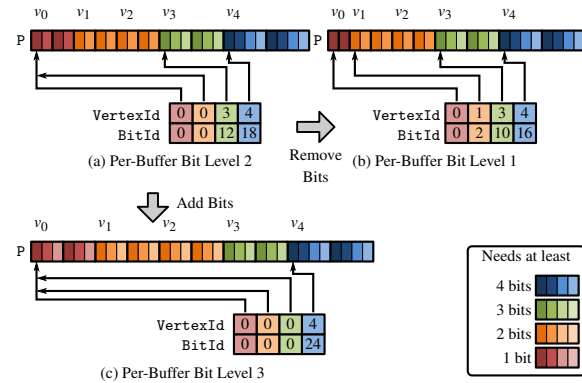 v0 v1 v2 v3 v4
P
VertexId 0 0 3 4
BitId 0 0 12 18
(a) Per-Buffer Bit Level 2
Remove
Bits
v0 v1 v2 v3 v4
P
VertexId 0 1 3 4
BitId 0 2 10 16
(b) Per-Buffer Bit Level 1
Add Bits
v0 v1 v2 v3 v4
P
VertexId 0 0 0 4
BitId 0 0 0 24
(c) Per-Buffer Bit Level 3
Needs at least
4 bits
3 bits
2 bits
1 bit